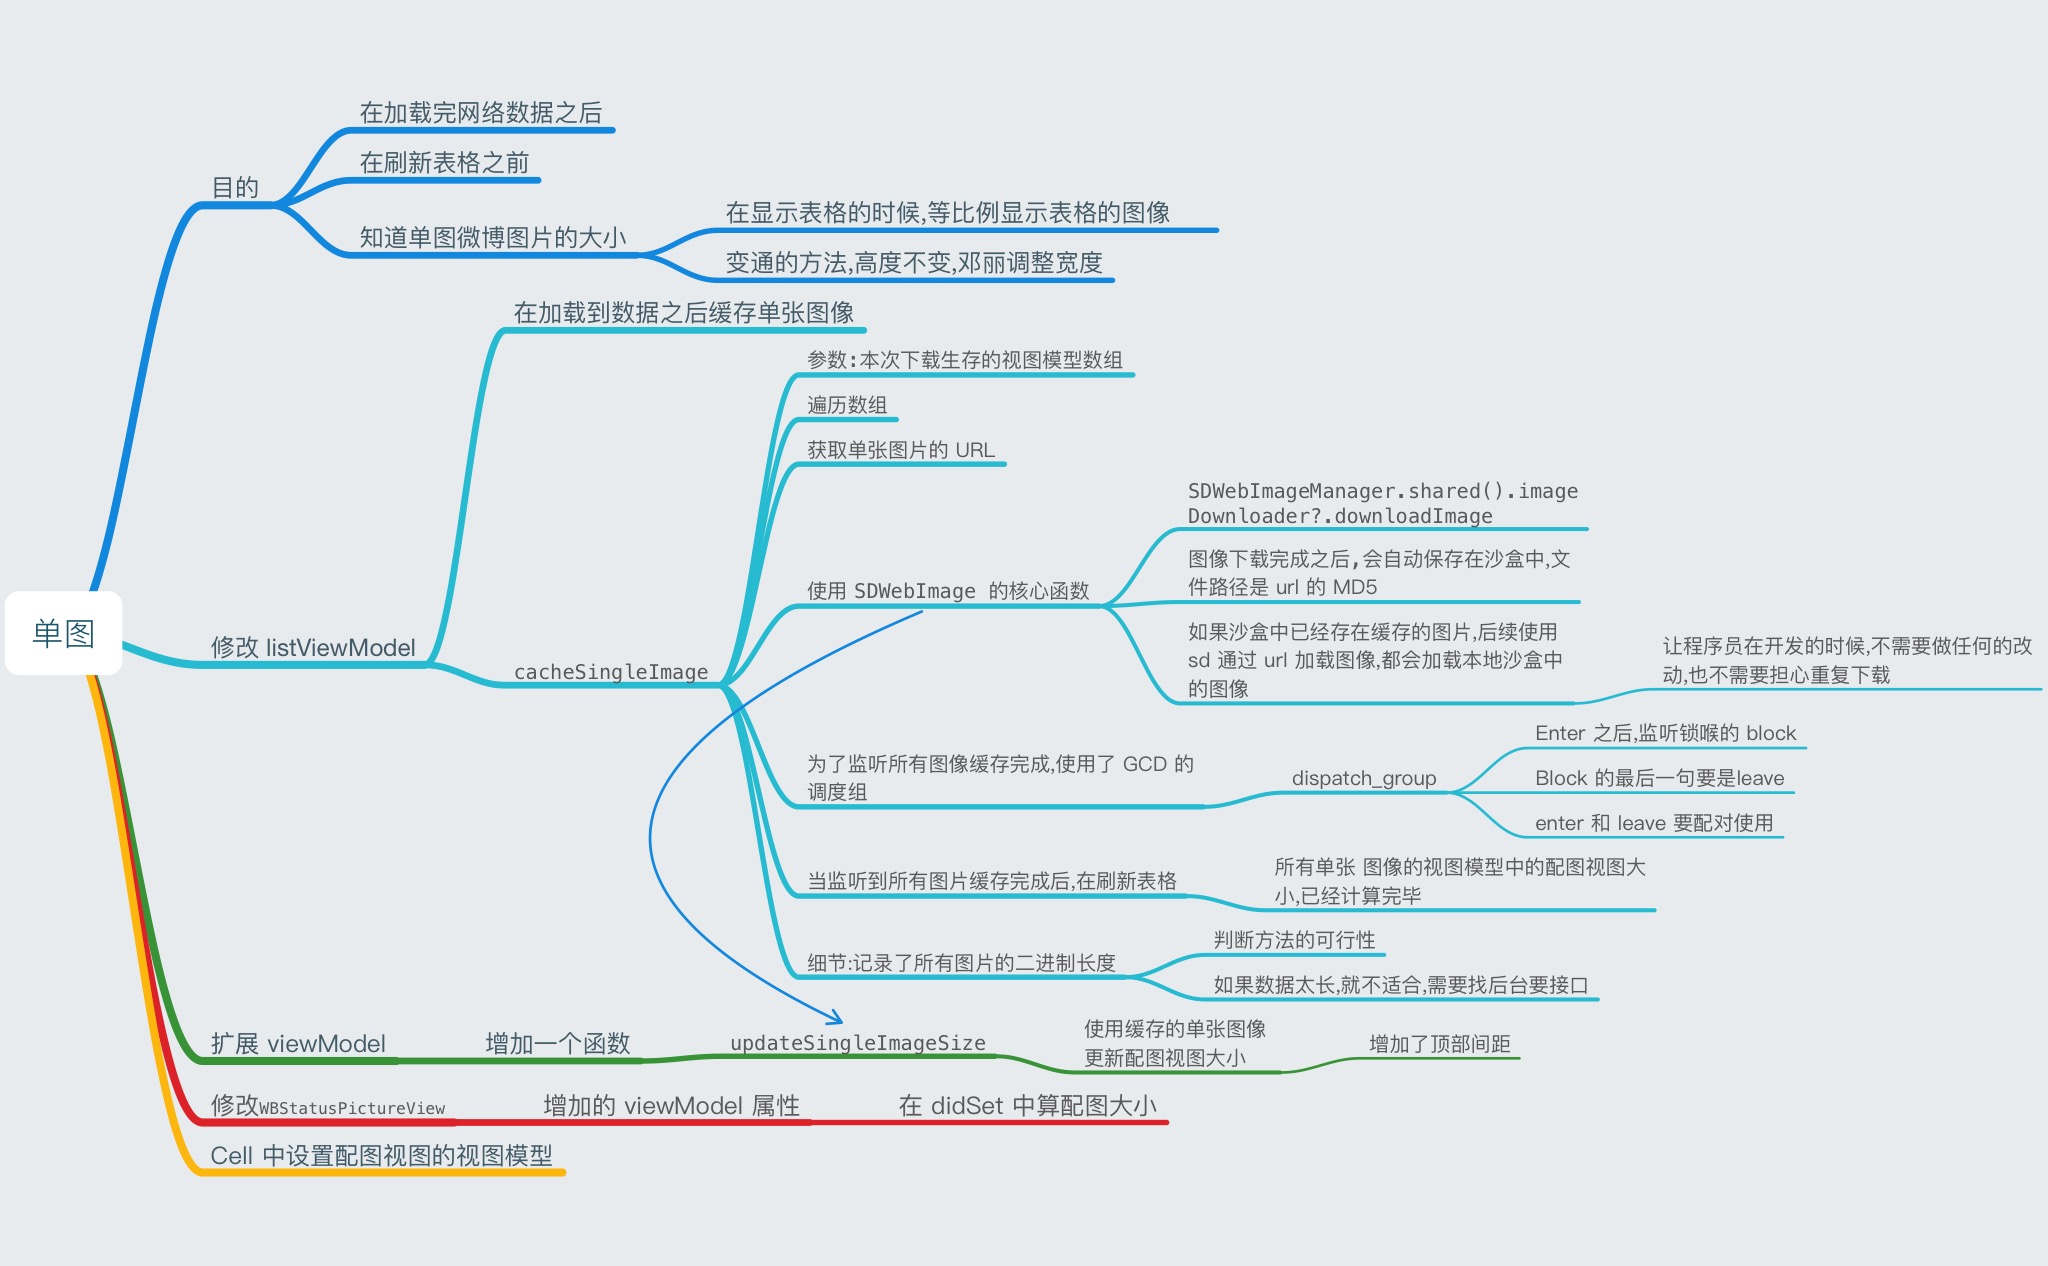 单图
目的
在加载完网络数据之后
在刷新表格之前
知道单图微博图片的大小
在显示表格的时候,等比例显示表格的图像
变通的方法,高度不变,邓丽调整宽度
修改 listViewModel
在加载到数据之后缓存单张图像
cacheSingleImage
参数:本次下载生存的视图模型数组
遍历数组
获取单张图片的 URL
使用 SDWebImage 的核心函数
SDWebImageManager.shared().image
Downloader?.downloadImage
图像下载完成之后,会自动保存在沙盒中,文
件路径是 url 的 MD5
如果沙盒中已经存在缓存的图片,后续使用
sd 通过 url 加载图像,都会加载本地沙盒中
的图像
让程序员在开发的时候,不需要做任何的改
动,也不需要担心重复下载
为了监听所有图像缓存完成,使用了 GCD 的
调度组
dispatch_group
Enter 之后,监听锁喉的 block
Block 的最后一句要是leave
enter 和 leave 要配对使用
当监听到所有图片缓存完成后,在刷新表格
所有单张 图像的视图模型中的配图视图大
小,已经计算完毕
细节:记录了所有图片的二进制长度
判断方法的可行性
如果数据太长,就不适合,需要找后台要接口
扩展 viewModel
增加一个函数
updateSingleImageSize
使用缓存的单张图像
更新配图视图大小
增加了顶部间距
修改WBStatusPictureView
增加的 viewModel 属性
在 didSet 中算配图大小
Cell 中设置配图视图的视图模型